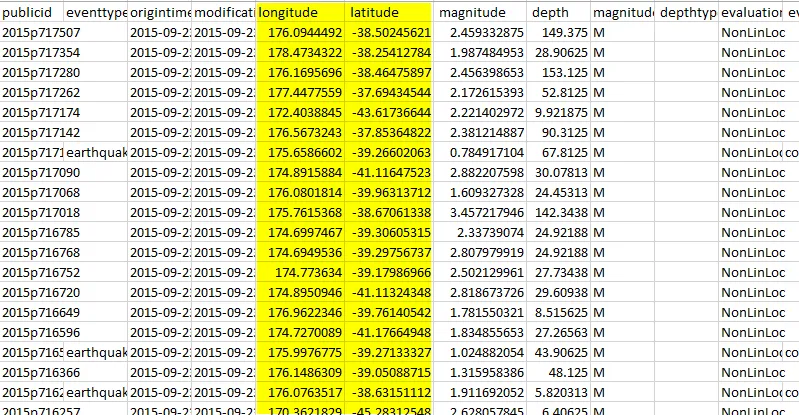 publicid eventtype origintime modificati longitude latitude magnitude depth magnitude depthtyp evaluation ev
2015p717507 2015-09-2 2015-09-2 176.0944492 -38.50245621 2.459332875 149.375 M NonLinLoc
2015p717354 2015-09-2 2015-09-2 178.4734322 -38.25412784 1.987484953 28.90625 M NonLinLoc
2015p717280 2015-09-2 2015-09-2 176.1695696 -38.46475897 2.456398653 153.125 M NonLinLoc
2015p717262 2015-09-2 2015-09-2 177.4477559 -37.69434544 2.172615393 52.8125 M NonLinLoc
2015p717174 2015-09-2 2015-09-2 172.4038845 -43.61736644 2.221402972 9.921875 M NonLinLoc
2015p717142 2015-09-2 2015-09-2 176.5673243 -37.85364822 2.381214887 90.3125 M NonLinLoc
2015p7171 earthquak 2015-09-2 2015-09-2 175.6586602 -39.26602063 0.784917104 67.8125 M NonLinLoc co
2015p717090 2015-09-2 2015-09-2 174.8915884 -41.11647523 2.882207598 30.07813 M NonLinLoc
2015p717068 2015-09-2 2015-09-2 176.0801814 -39.96313712 1.609327328 24.45313 M NonLinLoc
2015p717018 2015-09-2 2015-09-2 175.7615368 -38.67061338 3.457217946 142.3438 M NonLinLoc
2015p716785 2015-09-2 2015-09-2 174.6997467 -39.30605315 2.33739074 24.92188 M NonLinLoc
2015p716768 2015-09-2 2015-09-2 174.6949536 -39.29756737 2.807979919 24.92188 M NonLinLoc
2015p716752 2015-09-2 2015-09-2 174.773634 -39.17986966 2.502129961 27.73438 M NonLinLoc
2015p716720 2015-09-2 2015-09-2 174.8950946 -41.11324348 2.818673726 29.60938 M NonLinLoc
2015p716649 2015-09-2 2015-09-2 176.9622346 -39.76140542 1.781550321 8.515625 M NonLinLoc
2015p716596 2015-09-2 2015-09-2 174.7270089 -41.17664948 1.834855653 27.26563 M NonLinLoc
2015p7165 earthquak 2015-09-2 2015-09-2 175.9976775 -39.27133327 1.024882054 43.90625 M NonLinLoc co
2015p716366 2015-09-2 2015-09-2 176.1486309 -39.05088715 1.315958386 48.125 M NonLinLoc
2015p7162 earthquak 2015-09-2 2015-09-2 176.0763517 -38.63151112 1.911692052 5.820313 M NonLinLoc co
2015p716257 2015-09-2 2015-09-2 170.3621829 -45.28312548 2.628057845 6.40625 M NonLinLoc